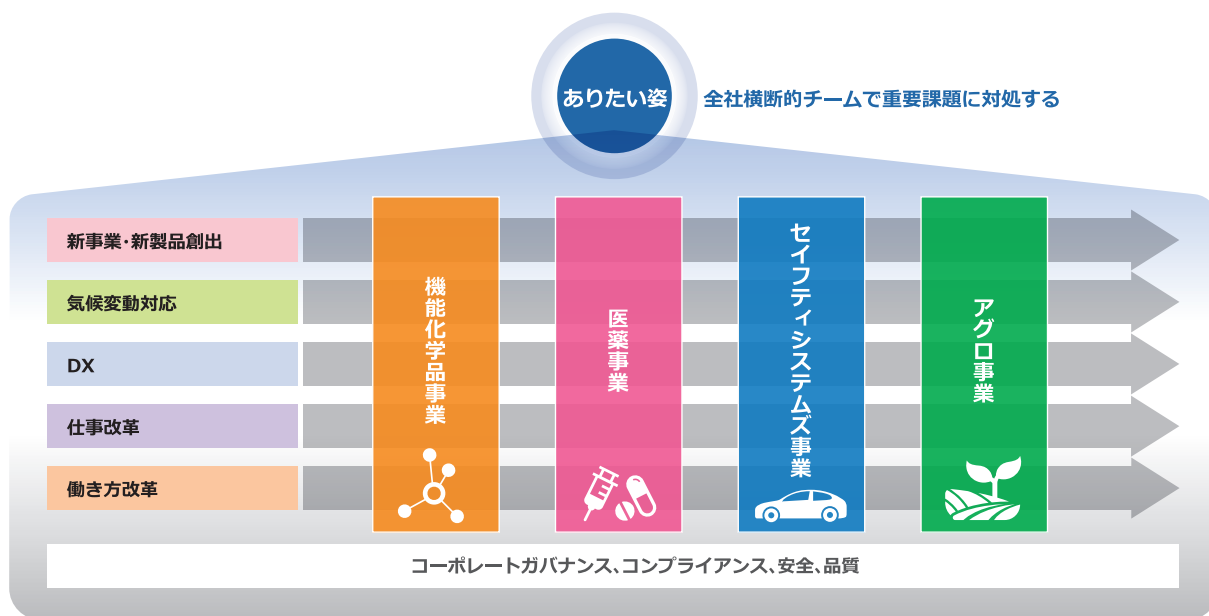 ありたい姿
全社横断的チームで重要課題に対処する
新事業・新製品創出
気候変動対応
DX
仕事改革
働き方改革
機能化学品事業
医薬事業
セイフティシステムズ事業
アグロ事業
コーポレートガバナンス、コンプライアンス、安全、品質